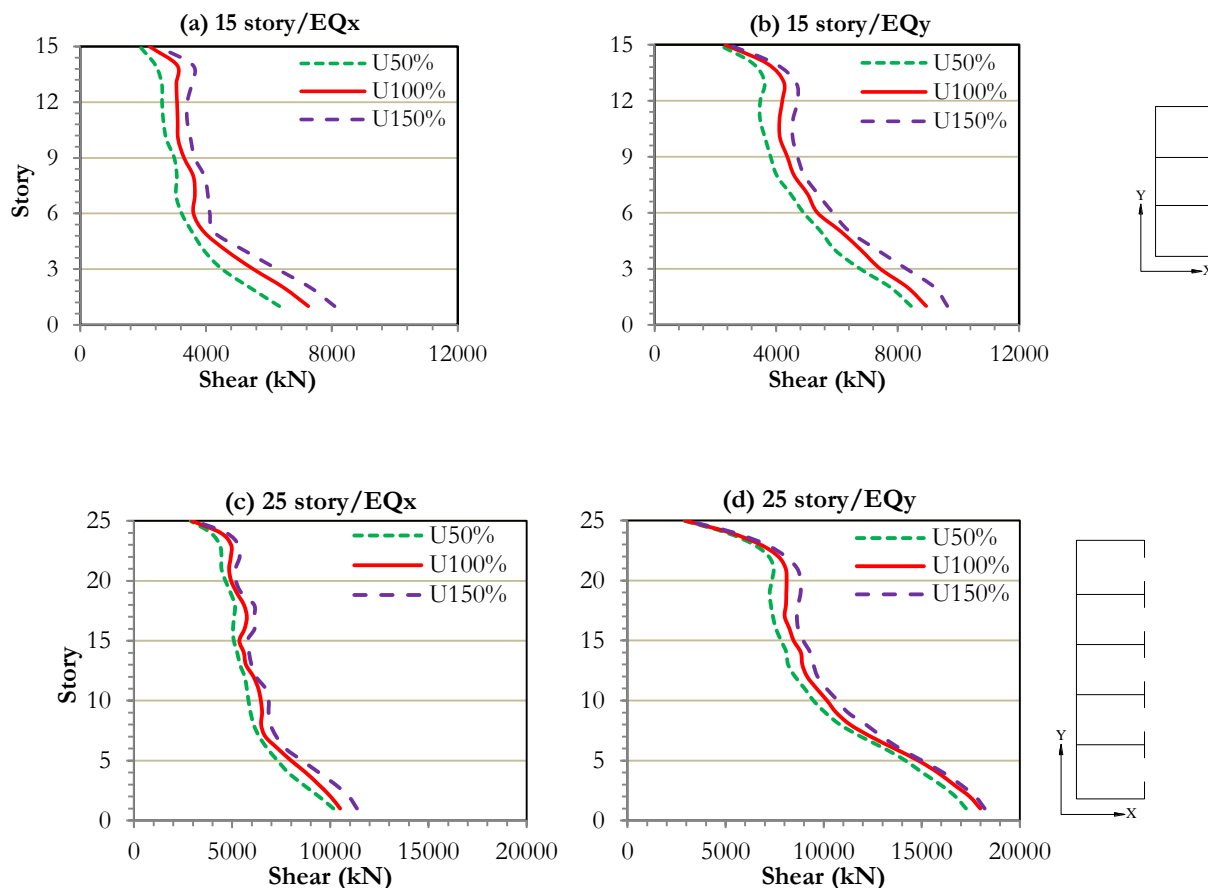 (a) 15 story/EQx
15
12
9
6
3
0
Story
U50%
U100%
U150%
0 4000 8000 12000
Shear (kN)
(b) 15 story/EQy
15
12
9
6
3
0
U50%
U100%
U150%
0 4000 8000 12000
Shear (kN)
Y
X
(c) 25 story/EQx
25
20
15
10
5
0
Story
U50%
U100%
U150%
0 5000 10000 15000 20000
Shear (kN)
(d) 25 story/EQy
25
20
15
10
5
0
U50%
U100%
U150%
0 5000 10000 15000 20000
Shear (kN)
Y
X